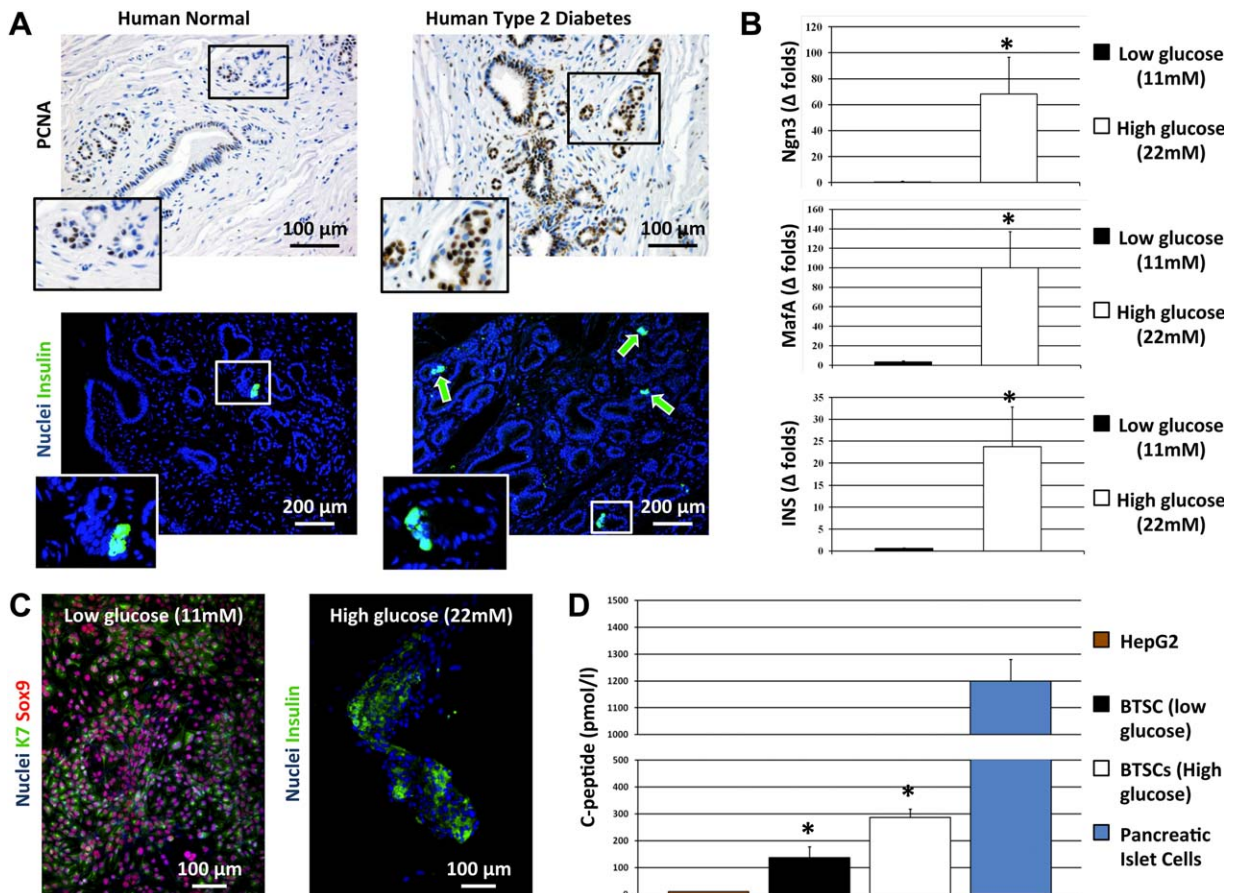 A
Human Normal
Human Type 2 Diabetes
PCNA
100 µm
100 µm
Nuclei Insulin
200 µm
200 µm
B
Ngn3 (Δ folds)
120
100
80
60
40
20
0
*
Low glucose
(11mM)
High glucose
(22mM)
MafA (Δ folds)
160
140
120
100
80
60
40
20
0
*
Low glucose
(11mM)
High glucose
(22mM)
INS (Δ folds)
35
30
25
20
15
10
5
0
*
Low glucose
(11mM)
High glucose
(22mM)
C
Nuclei K7 Sox9
Low glucose (11mM)
100 µm
Nuclei Insulin
High glucose (22mM)
100 µm
D
C-peptide (pmol/l)
1500
1400
1300
1200
1100
1000
500
400
300
200
100
0
*
*
HepG2
BTSC (low
glucose)
BTSCs (High
glucose)
Pancreatic
Islet Cells